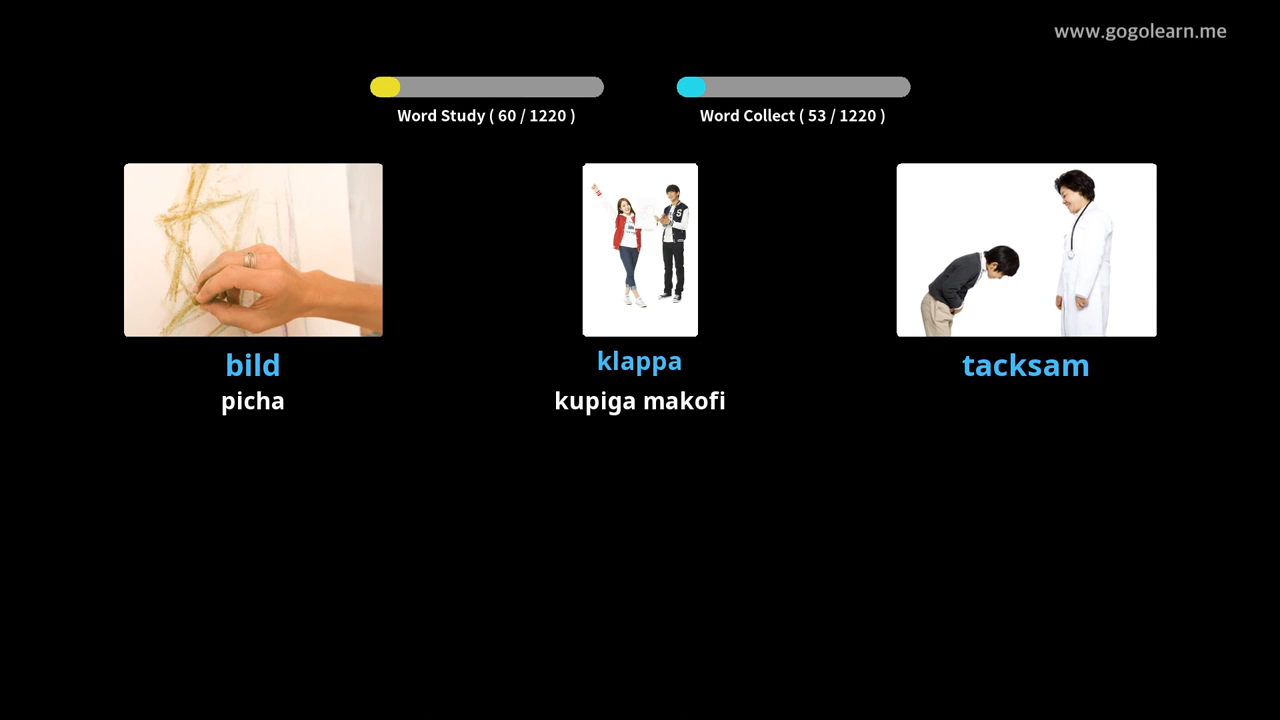 www.gogolearn.me
Word Study ( 60 / 1220 )
Word Collect ( 53 / 1220 )
bild
klappa
tacksam
picha
kupiga makofi